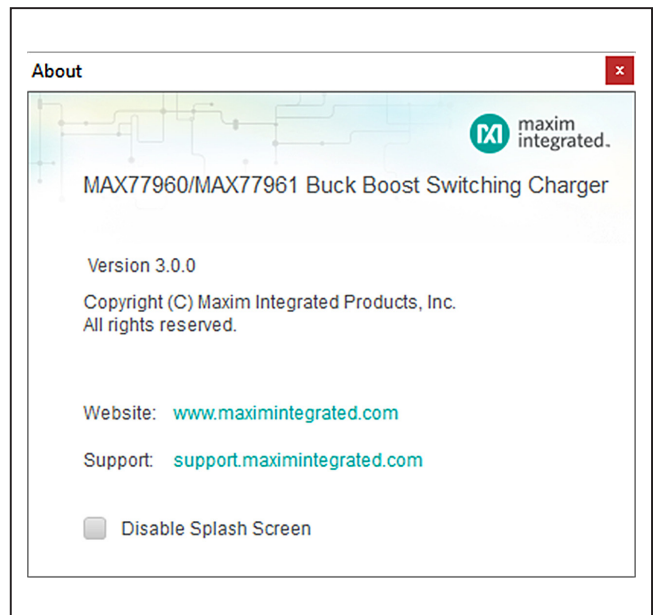 About
x
maxim
integrated.
MAX77960/MAX77961 Buck Boost Switching Charger
Version 3.0.0
Copyright (C) Maxim Integrated Products, Inc.
All rights reserved.
Website: www.maximintegrated.com
Support: support.maximintegrated.com
Disable Splash Screen